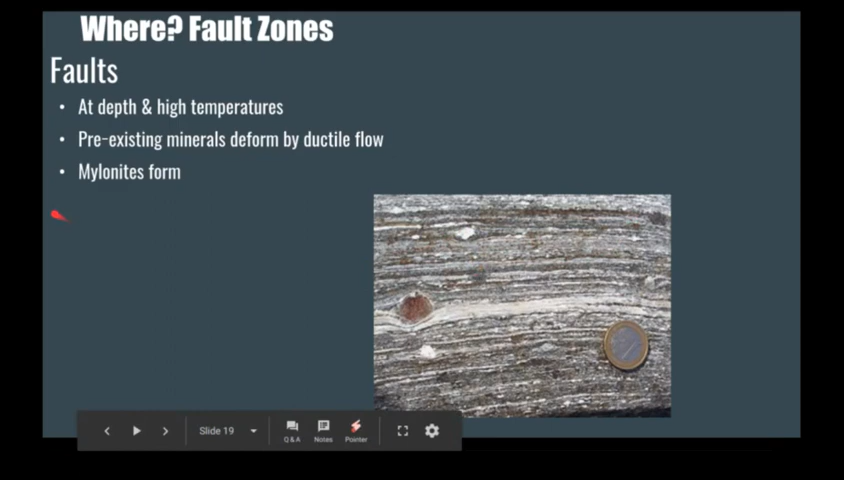 Where? Fault Zones
Faults
• At depth & high temperatures
• Pre-existing minerals deform by ductile flow
• Mylonites form
Slide 19
Q&A
Notes
Pointer